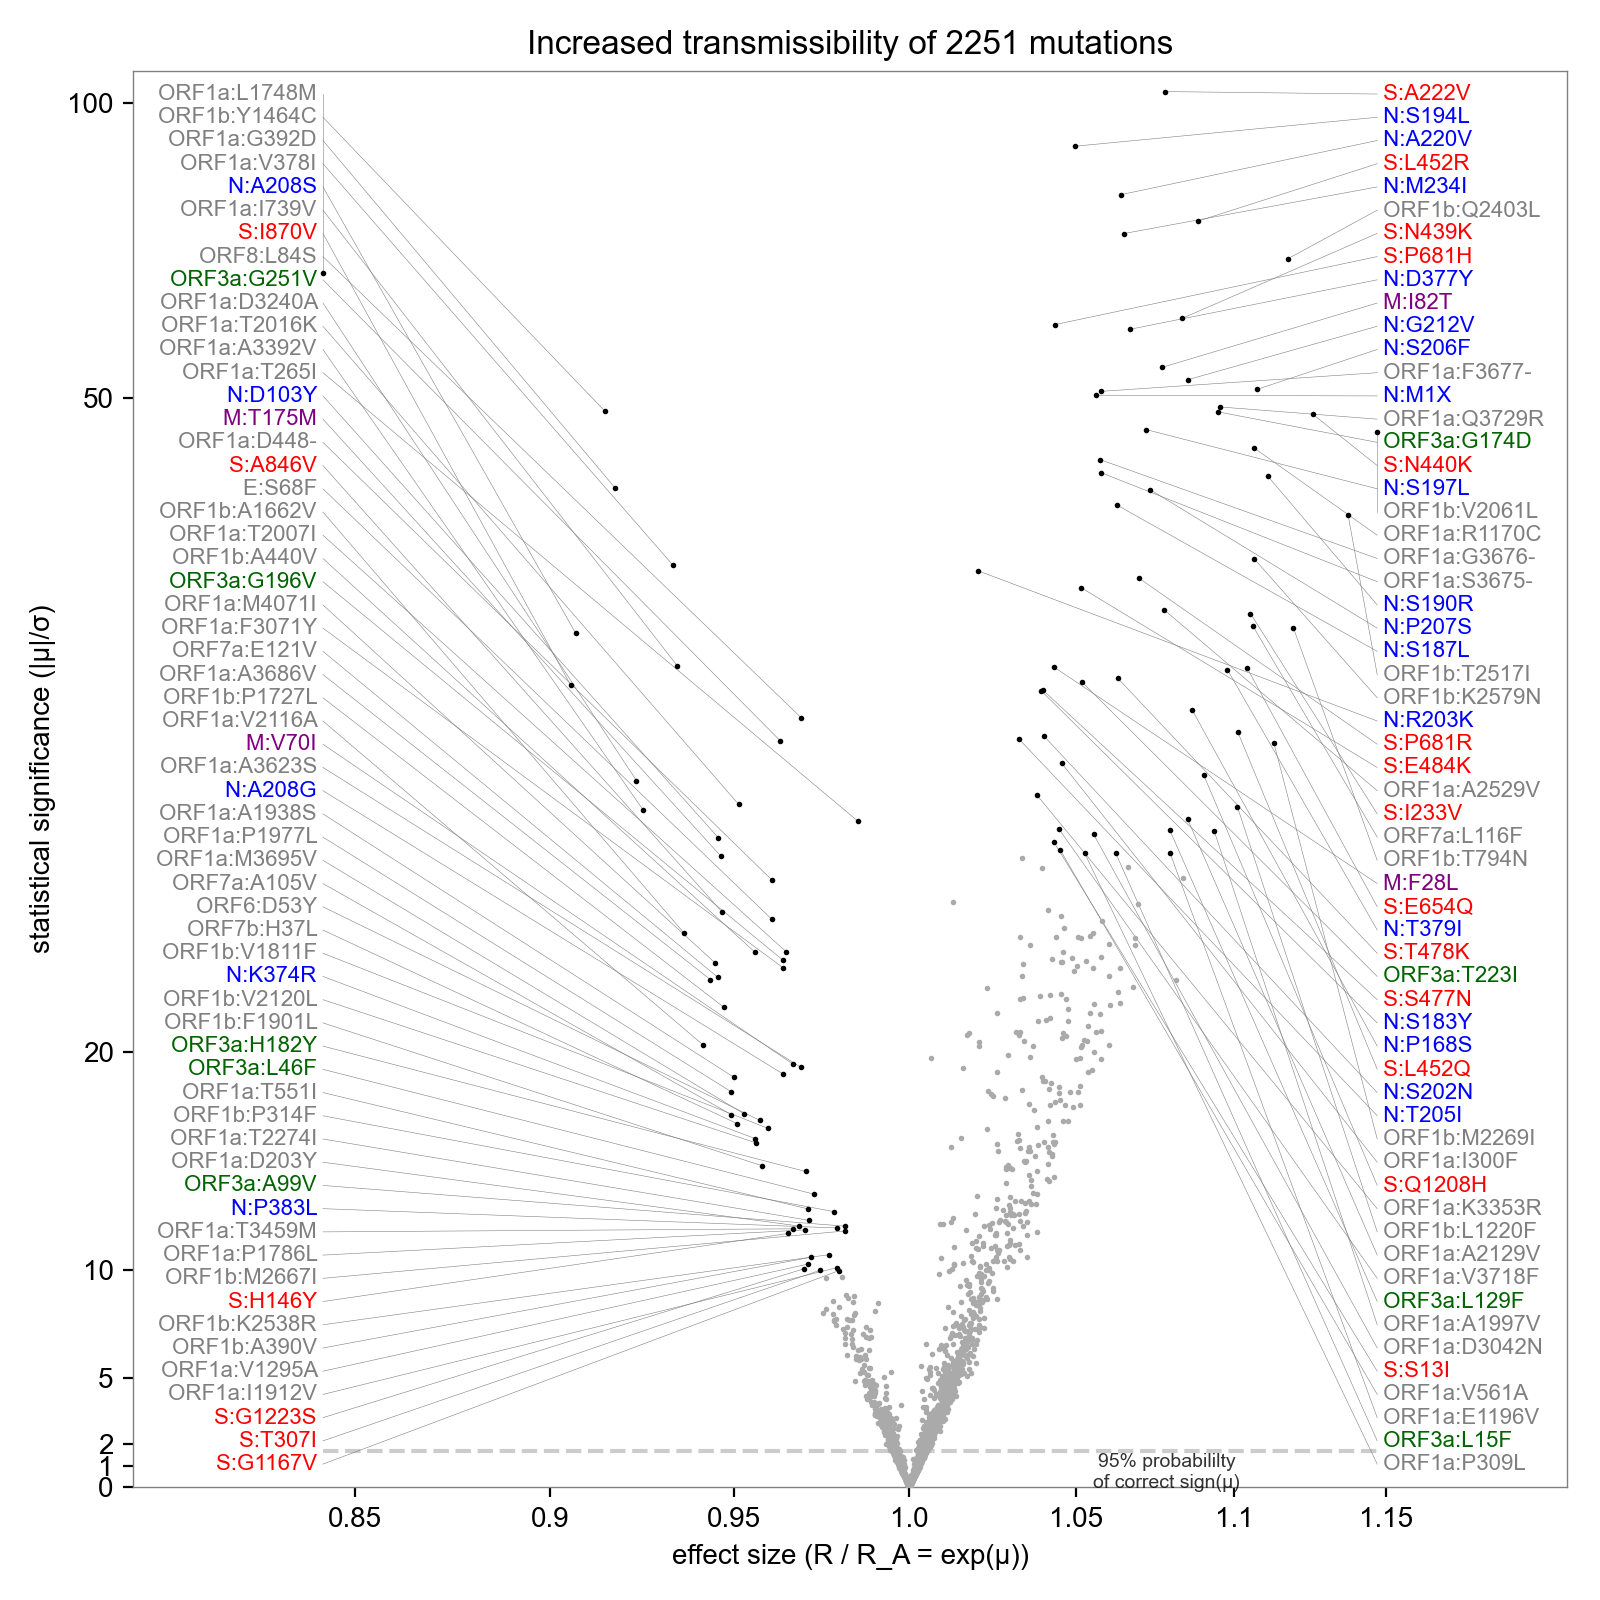 Increased transmissibility of 2251 mutations
ORF1a:L1748M
ORF1b:Y1464C
ORF1a:G392D
ORF1a:V378I
N:A208S
ORF1a:I739V
S:I870V
ORF8:L84S
ORF3a:G251V
ORF1a:D3240A
ORF1a:T2016K
ORF1a:A3392V
ORF1a:T265I
N:D103Y
M:T175M
ORF1a:D448-
S:A846V
E:S68F
ORF1b:A1662V
ORF1a:T2007I
ORF1b:A440V
ORF3a:G196V
ORF1a:M4071I
ORF1a:F3071Y
ORF7a:E121V
ORF1a:A3686V
ORF1b:P1727L
ORF1a:V2116A
M:V70I
ORF1a:A3623S
N:A208G
ORF1a:A1938S
ORF1a:P1977L
ORF1a:M3695V
ORF7a:A105V
ORF6:D53Y
ORF7b:H37L
ORF1b:V1811F
N:K374R
ORF1b:V2120L
ORF1b:F1901L
ORF3a:H182Y
ORF3a:L46F
ORF1a:T551I
ORF1b:P314F
ORF1a:T2274I
ORF1a:D203Y
ORF3a:A99V
N:P383L
ORF1a:T3459M
ORF1a:P1786L
ORF1b:M2667I
S:H146Y
ORF1b:K2538R
ORF1b:A390V
ORF1a:V1295A
ORF1a:I1912V
S:G1223S
S:T307I
S:G1167V
S:A222V
N:S194L
N:A220V
S:L452R
N:M234I
ORF1b:Q2403L
S:N439K
S:P681H
N:D377Y
M:I82T
N:G212V
N:S206F
ORF1a:F3677-
N:M1X
ORF1a:Q3729R
ORF3a:G174D
S:N440K
N:S197L
ORF1b:V2061L
ORF1a:R1170C
ORF1a:G3676-
ORF1a:S3675-
N:S190R
N:P207S
N:S187L
ORF1b:T2517I
ORF1b:K2579N
N:R203K
S:P681R
S:E484K
ORF1a:A2529V
S:I233V
ORF7a:L116F
ORF1b:T794N
M:F28L
S:E654Q
N:T379I
S:T478K
ORF3a:T223I
S:S477N
N:S183Y
N:P168S
S:L452Q
N:S202N
N:T205I
ORF1b:M2269I
ORF1a:I300F
S:Q1208H
ORF1a:K3353R
ORF1b:L1220F
ORF1a:A2129V
ORF1a:V3718F
ORF3a:L129F
ORF1a:A1997V
ORF1a:D3042N
S:S13I
ORF1a:V561A
ORF1a:E1196V
ORF3a:L15F
ORF1a:P309L
100
50
20
10
5
2
1
0
statistical significance (|μ|/σ)
95% probabililty
of correct sign(μ)
0.85
0.9
0.95
1.0
1.05
1.1
1.15
effect size (R / R_A = exp(μ))